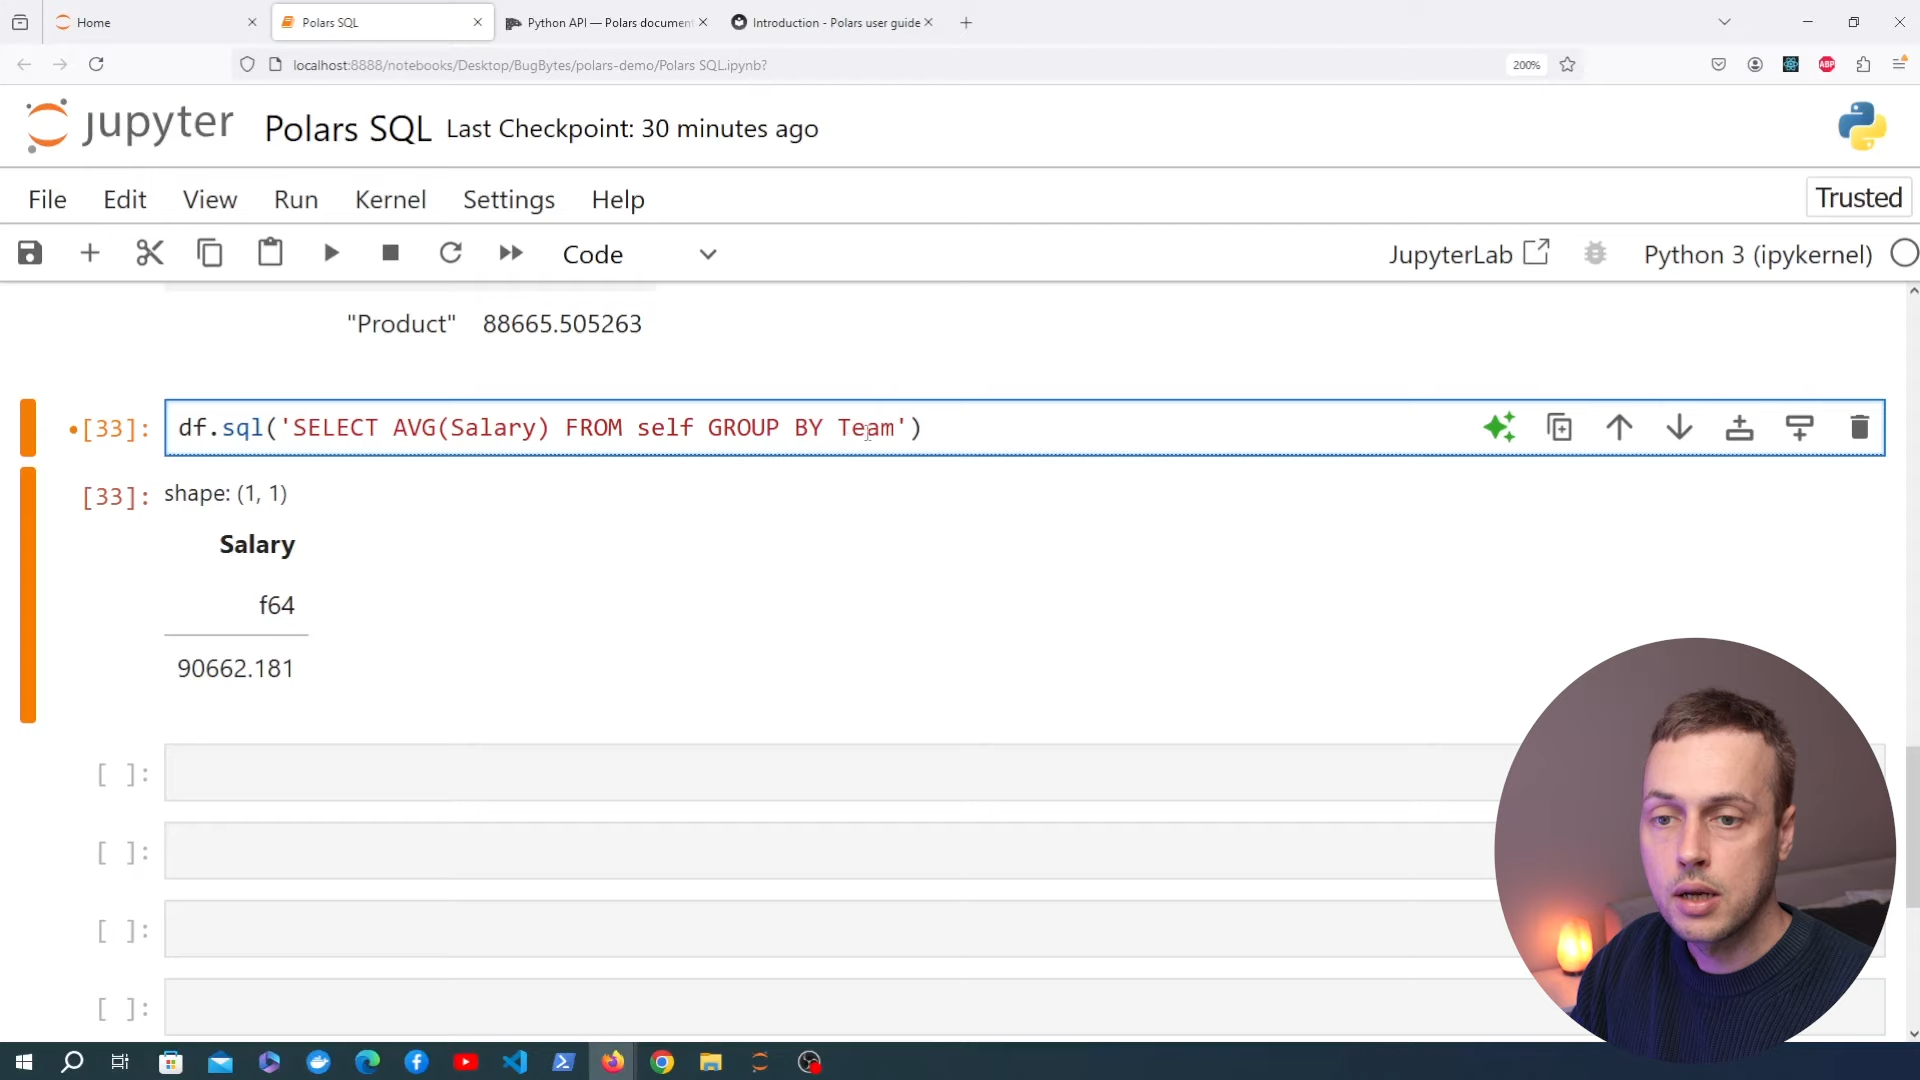 Home
Polars SQL
Python API — Polars document
Introduction - Polars user guide
localhost:8888/notebooks/Desktop/BugBytes/polars-demo/Polars SQL.ipynb?
200%
ABP
jupyter
Polars SQL
Last Checkpoint: 30 minutes ago
File
Edit
View
Run
Kernel
Settings
Help
Trusted
Code
JupyterLab
Python 3 (ipykernel)
"Product" 88665.505263
[33]: df.sql('SELECT AVG(Salary) FROM self GROUP BY Team')
[33]: shape: (1, 1)
Salary
f64
90662.181
[ ]:
[ ]:
[ ]:
[ ]: